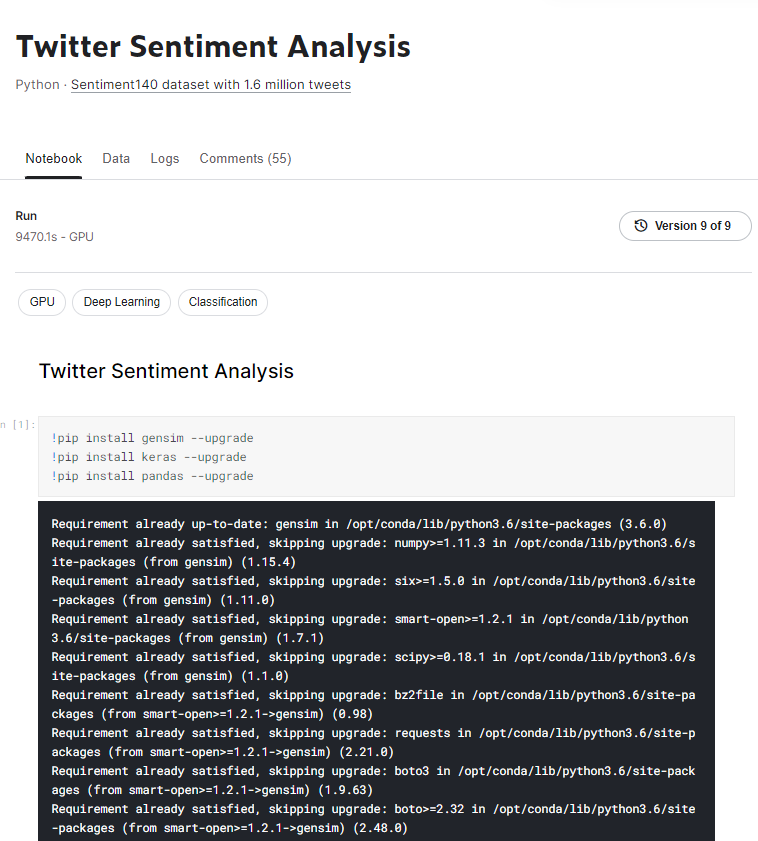 Twitter Sentiment Analysis
Python · Sentiment140 dataset with 1.6 million tweets
Notebook Data Logs Comments (55)
Run
9470.1s - GPU
Version 9 of 9
GPU Deep Learning Classification
Twitter Sentiment Analysis
n [1]:
!pip install gensim --upgrade
!pip install keras --upgrade
!pip install pandas --upgrade
Requirement already up-to-date: gensim in /opt/conda/lib/python3.6/site-packages (3.6.0)
Requirement already satisfied, skipping upgrade: numpy>=1.11.3 in /opt/conda/lib/python3.6/s
ite-packages (from gensim) (1.15.4)
Requirement already satisfied, skipping upgrade: six>=1.5.0 in /opt/conda/lib/python3.6/site
-packages (from gensim) (1.11.0)
Requirement already satisfied, skipping upgrade: smart-open>=1.2.1 in /opt/conda/lib/python
3.6/site-packages (from gensim) (1.7.1)
Requirement already satisfied, skipping upgrade: scipy>=0.18.1 in /opt/conda/lib/python3.6/s
ite-packages (from gensim) (1.1.0)
Requirement already satisfied, skipping upgrade: bz2file in /opt/conda/lib/python3.6/site-pa
ckages (from smart-open>=1.2.1->gensim) (0.98)
Requirement already satisfied, skipping upgrade: requests in /opt/conda/lib/python3.6/site-p
ackages (from smart-open>=1.2.1->gensim) (2.21.0)
Requirement already satisfied, skipping upgrade: boto3 in /opt/conda/lib/python3.6/site-pack
ages (from smart-open>=1.2.1->gensim) (1.9.63)
Requirement already satisfied, skipping upgrade: boto>=2.32 in /opt/conda/lib/python3.6/site
-packages (from smart-open>=1.2.1->gensim) (2.48.0)